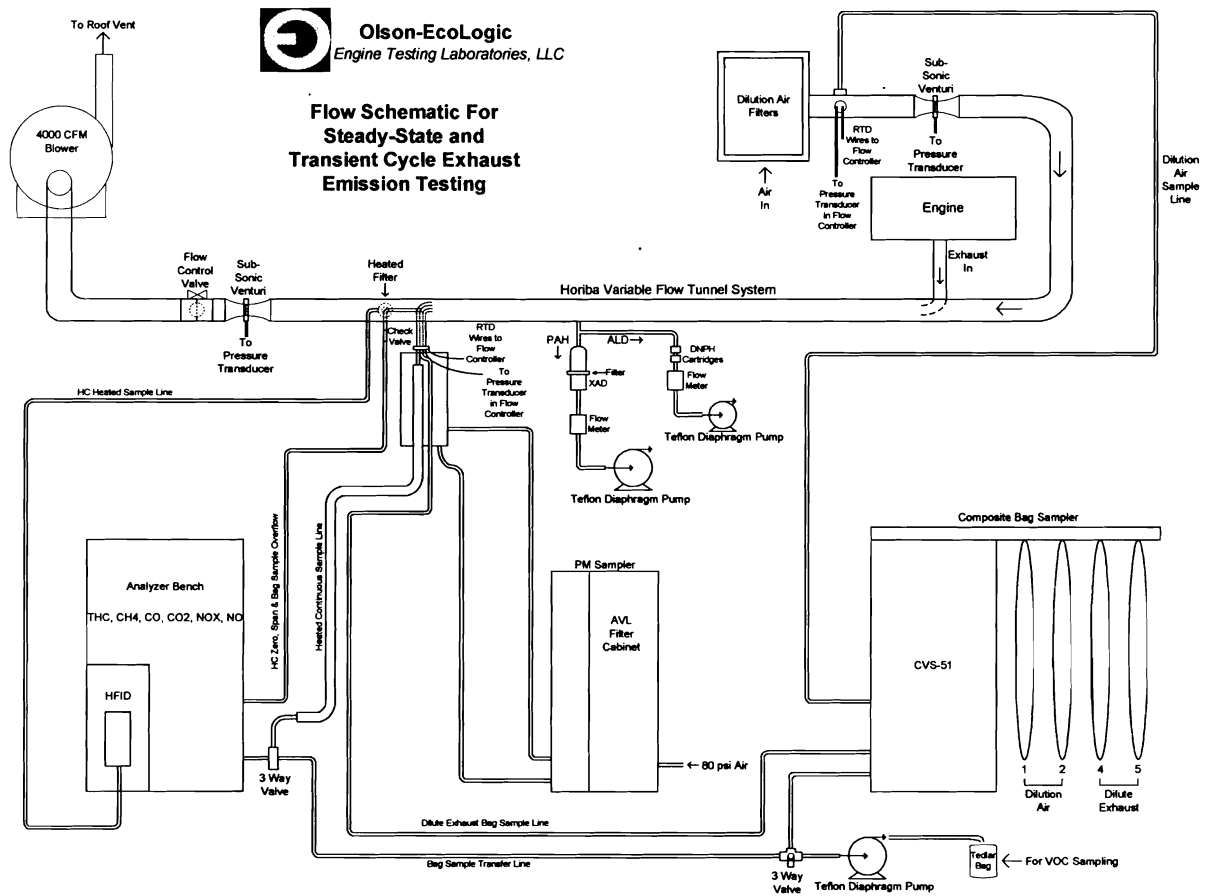 To Roof Vent
4000 CFM
Blower
Olson-EcoLogic
Engine Testing Laboratories, LLC
Flow Schematic For
Steady-State and
Transient Cycle Exhaust
Emission Testing
Dilution Air
Filters
Air
In
RTD
Wires to
Flow
Controller
To
Pressure
Transducer
in Flow
Controller
Sub-
Sonic
Venturi
To
Pressure
Transducer
Engine
Exhaust
In
Dilution
Air
Sample
Line
Flow
Control
Valve
Sub-
Sonic
Venturi
To
Pressure
Transducer
Heated
Filter
Horiba Variable Flow Tunnel System
Check
Valve
RTD
Wires to
Flow
Controller
To
Pressure
Transducer
in Flow
Controller
PAH
ALD
Filter
XAD
Flow
Meter
Teflon Diaphragm Pump
DNPH
Cartridges
Flow
Meter
Teflon Diaphragm Pump
HC Heated Sample Line
HC Zero, Span & Bag Sample Overflow
Heated Continuous Sample Line
Analyzer Bench
THC, CH4, CO, CO2, NOX, NO
HFID
3 Way
Valve
PM Sampler
AVL
Filter
Cabinet
80 psi Air
Composite Bag Sampler
CVS-51
1 2 4 5
Dilution
Air
Dilute
Exhaust
Dilute Exhaust Bag Sample Line
Bag Sample Transfer Line
3 Way
Valve
Teflon Diaphragm Pump
Tedlar
Bag
For VOC Sampling